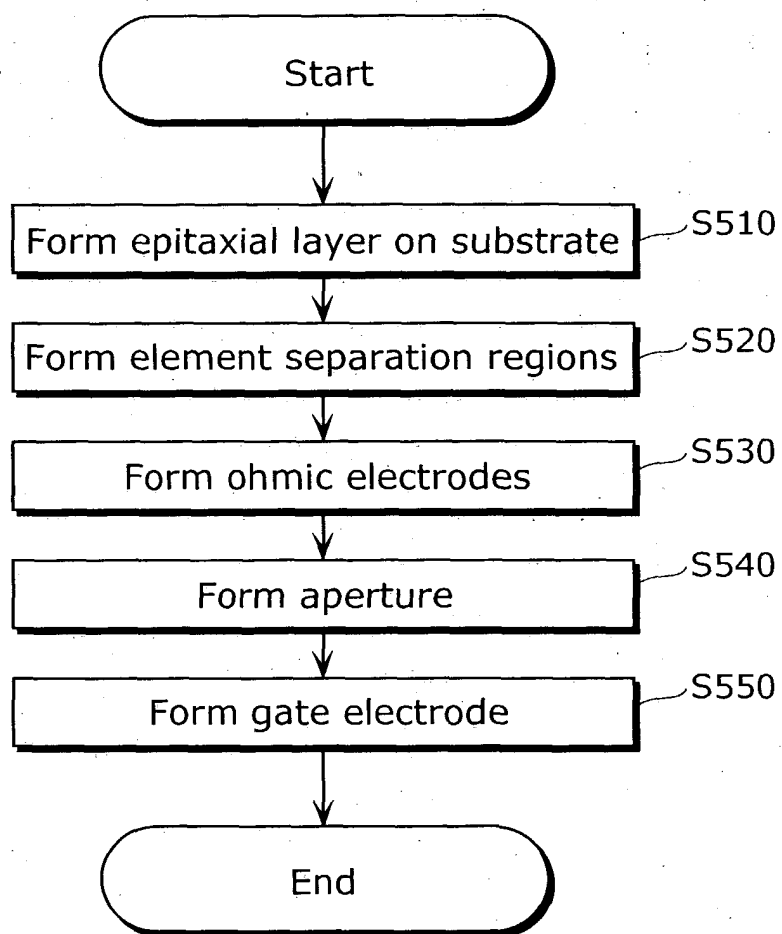 Start
Form epitaxial layer on substrate
S510
Form element separation regions
S520
Form ohmic electrodes
S530
Form aperture
S540
Form gate electrode
S550
End